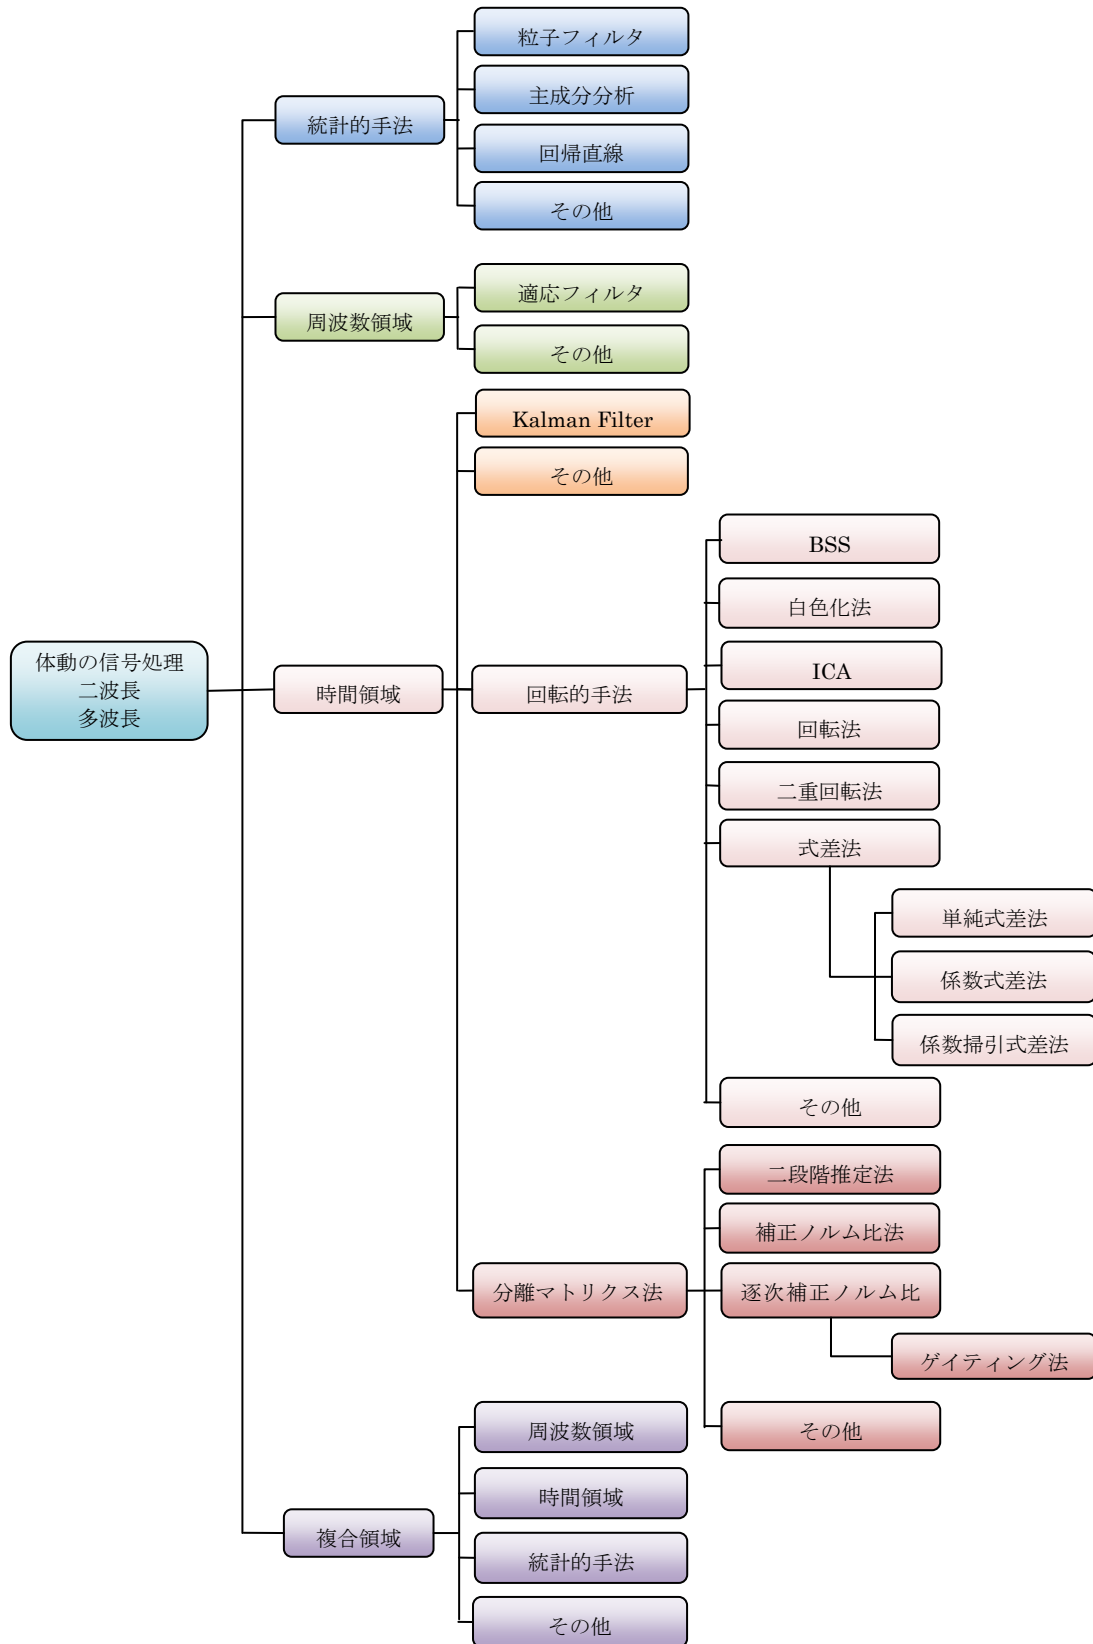 粒子フィルタ
主成分分析
統計的手法
回帰直線
その他
適応フィルタ
周波数領域
その他
Kalman Filter
その他
BSS
白色化法
体動の信号処理
二波長
多波長
時間領域
回転的手法
ICA
回転法
二重回転法
式差法
単純式差法
係数式差法
係数掃引式差法
その他
二段階推定法
補正ノルム比法
分離マトリクス法
逐次補正ノルム比
ゲイティング法
その他
周波数領域
時間領域
複合領域
統計的手法
その他